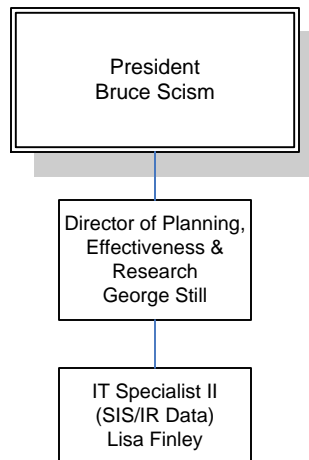 President
Bruce Scism
Director of Planning,
Effectiveness &
Research
George Still
IT Specialist II
(SIS/IR Data)
Lisa Finley